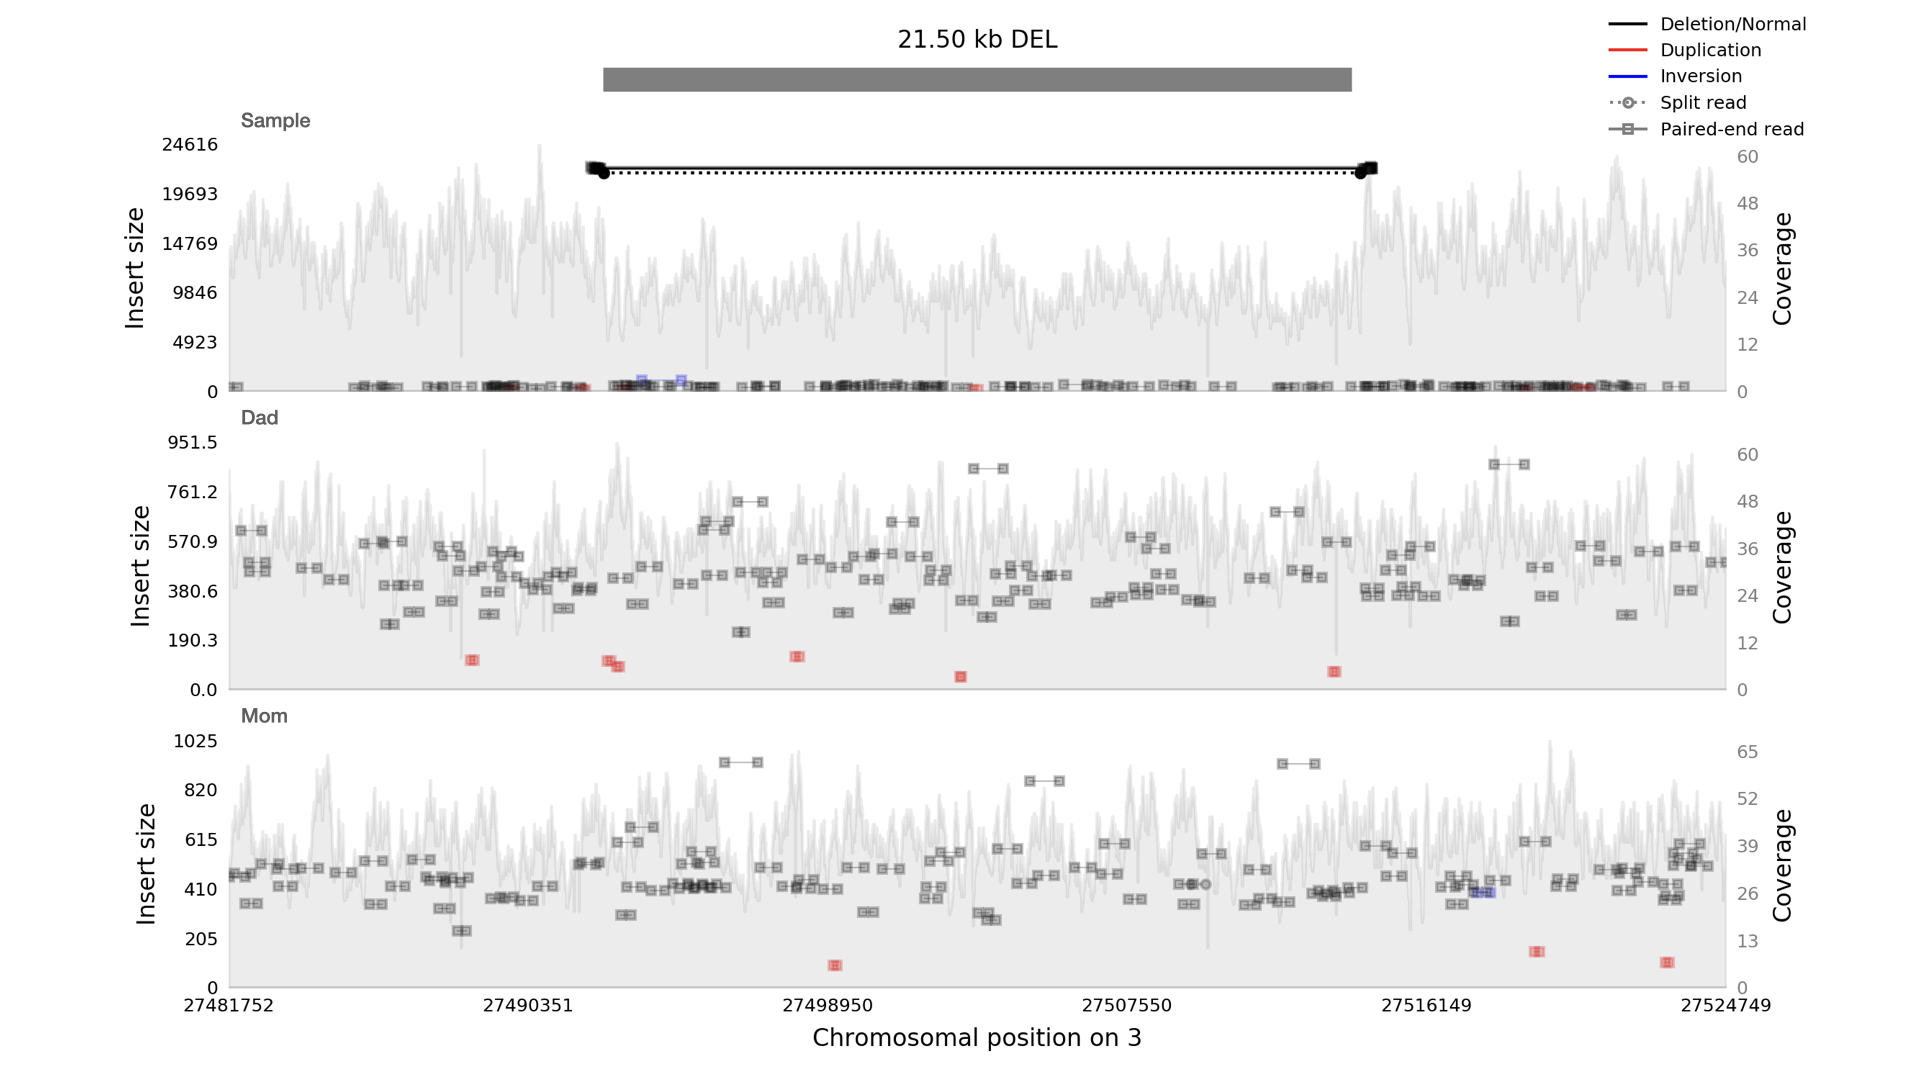 21.50 kb DEL
Deletion/Normal
Duplication
Inversion
Split read
Paired-end read
Sample
24616
19693
14769
9846
4923
0
Insert size
60
48
36
24
12
0
Coverage
Dad
951.5
761.2
570.9
380.6
190.3
0.0
Insert size
60
48
36
24
12
0
Coverage
Mom
1025
820
615
410
205
0
Insert size
65
52
39
26
13
0
Coverage
27481752 27490351 27498950 27507550 27516149 27524749
Chromosomal position on 3